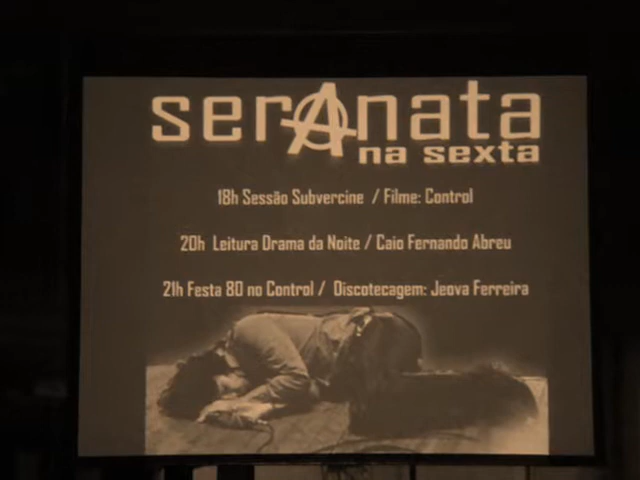 serAnata
na sexta
18h Sessão Subvercine / Filme: Control
20h Leitura Drama da Noite / Caio Fernando Abreu
21h Festa 80 no Control / Discotecagem: Jeova Ferreira